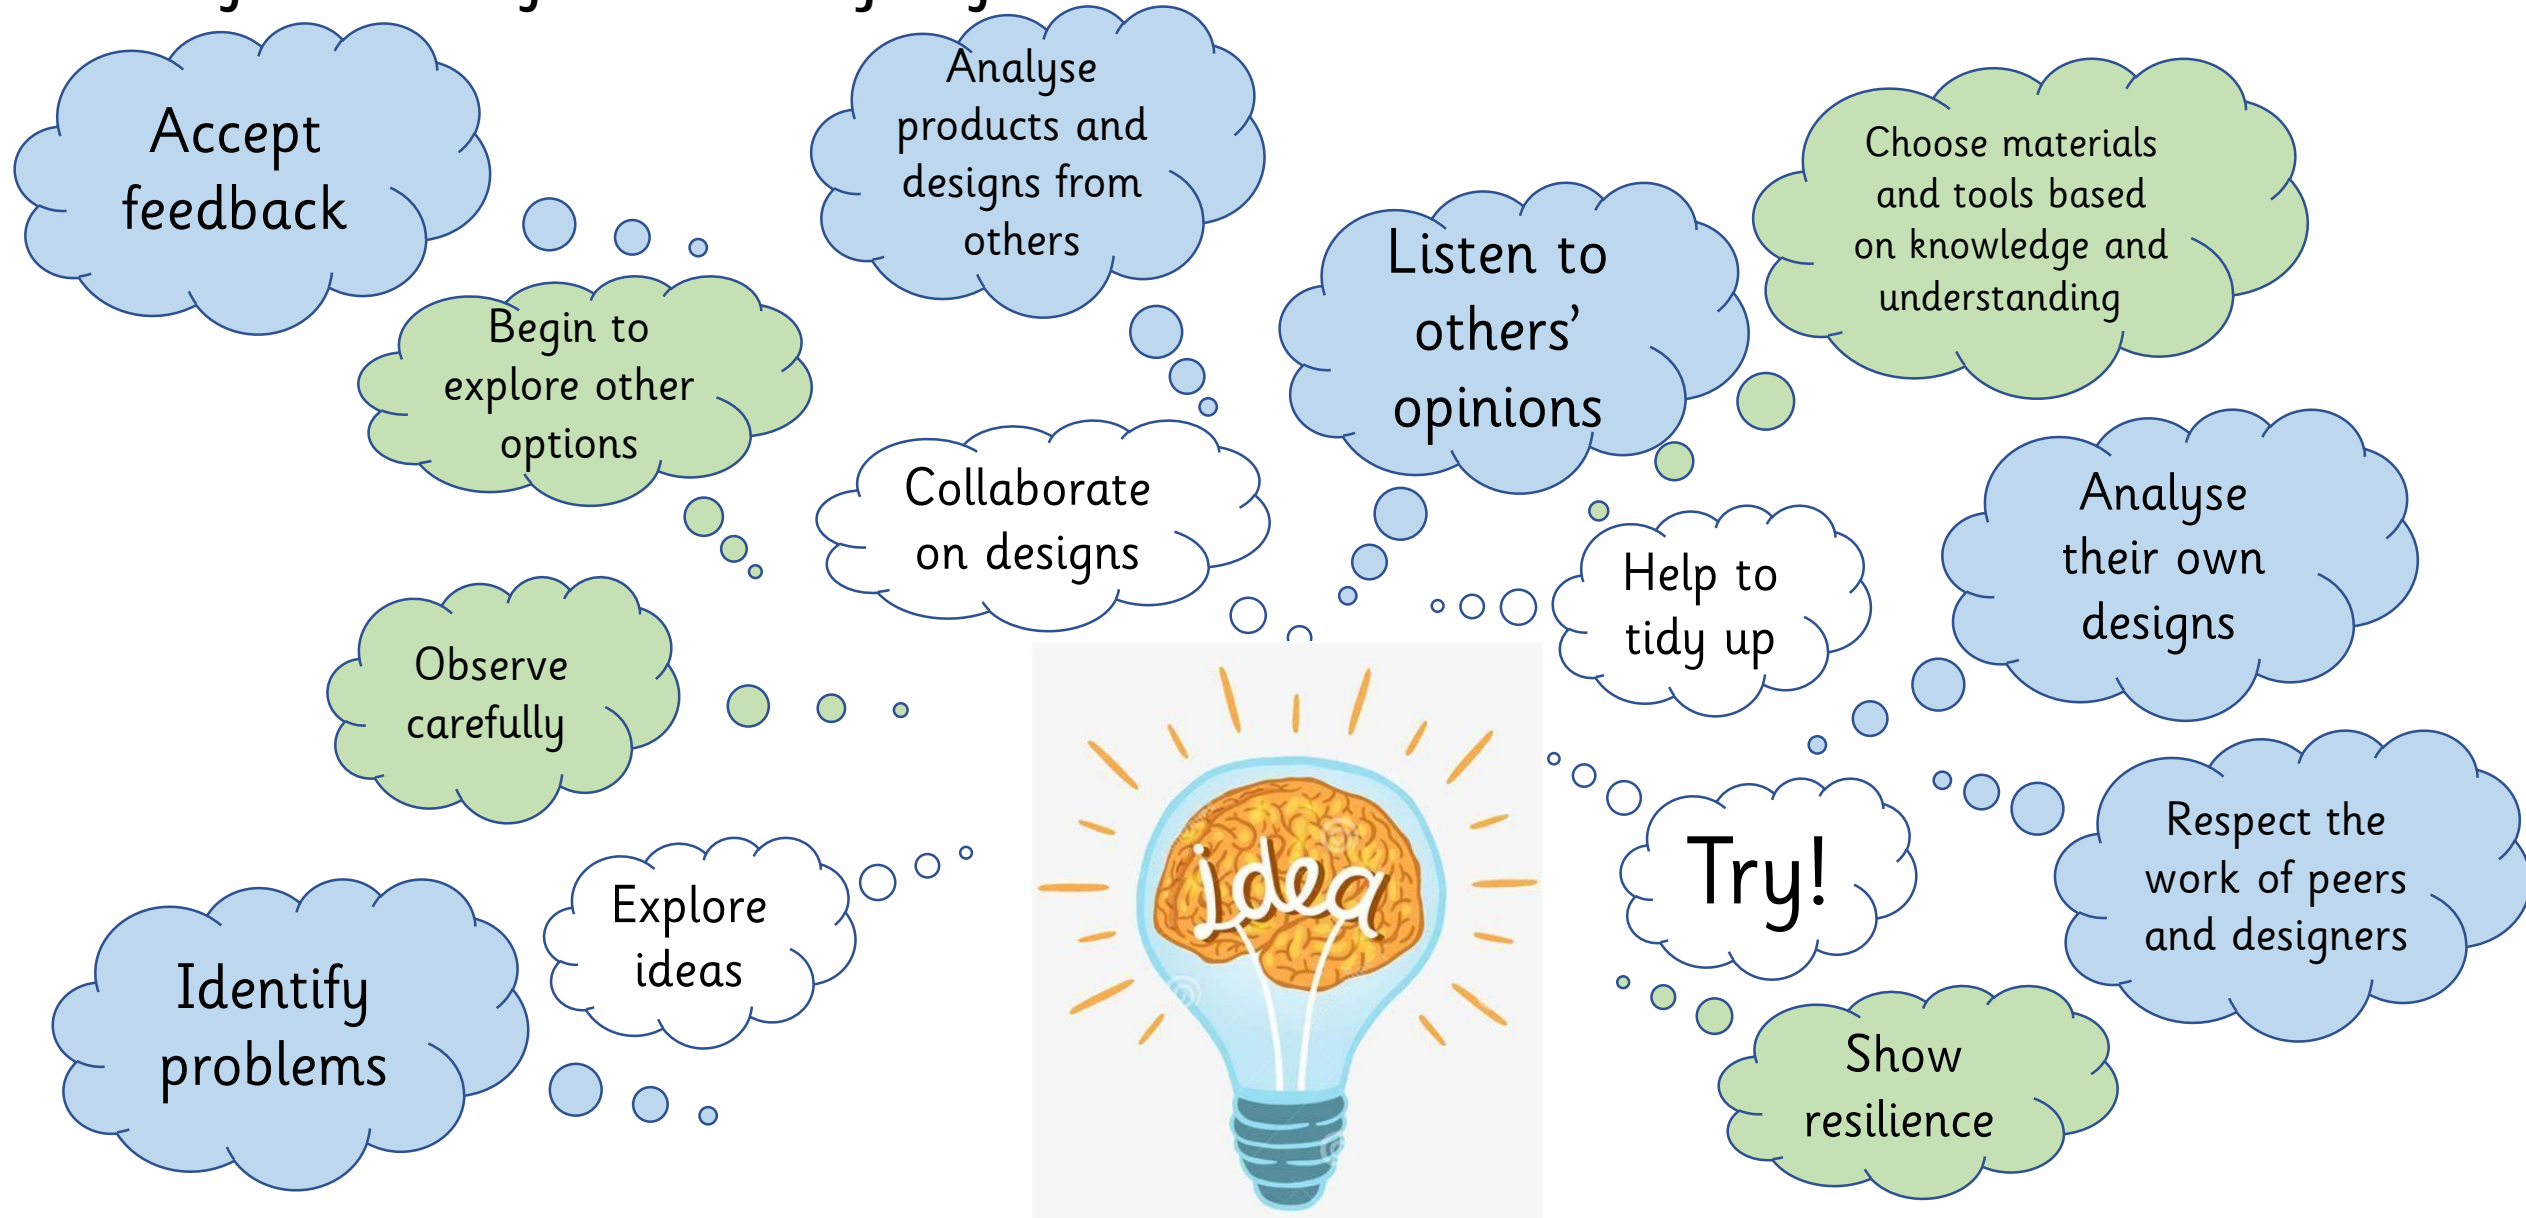 Accept
feedback
Analyse
products and
designs from
others
Choose materials
and tools based
on knowledge and
understanding
Listen to
others’
opinions
Begin to
explore other
options
Collaborate
on designs
Analyse
their own
designs
Help to
tidy up
Observe
carefully
idea
Try!
Respect the
work of peers
and designers
Explore
ideas
Identify
problems
Show
resilience